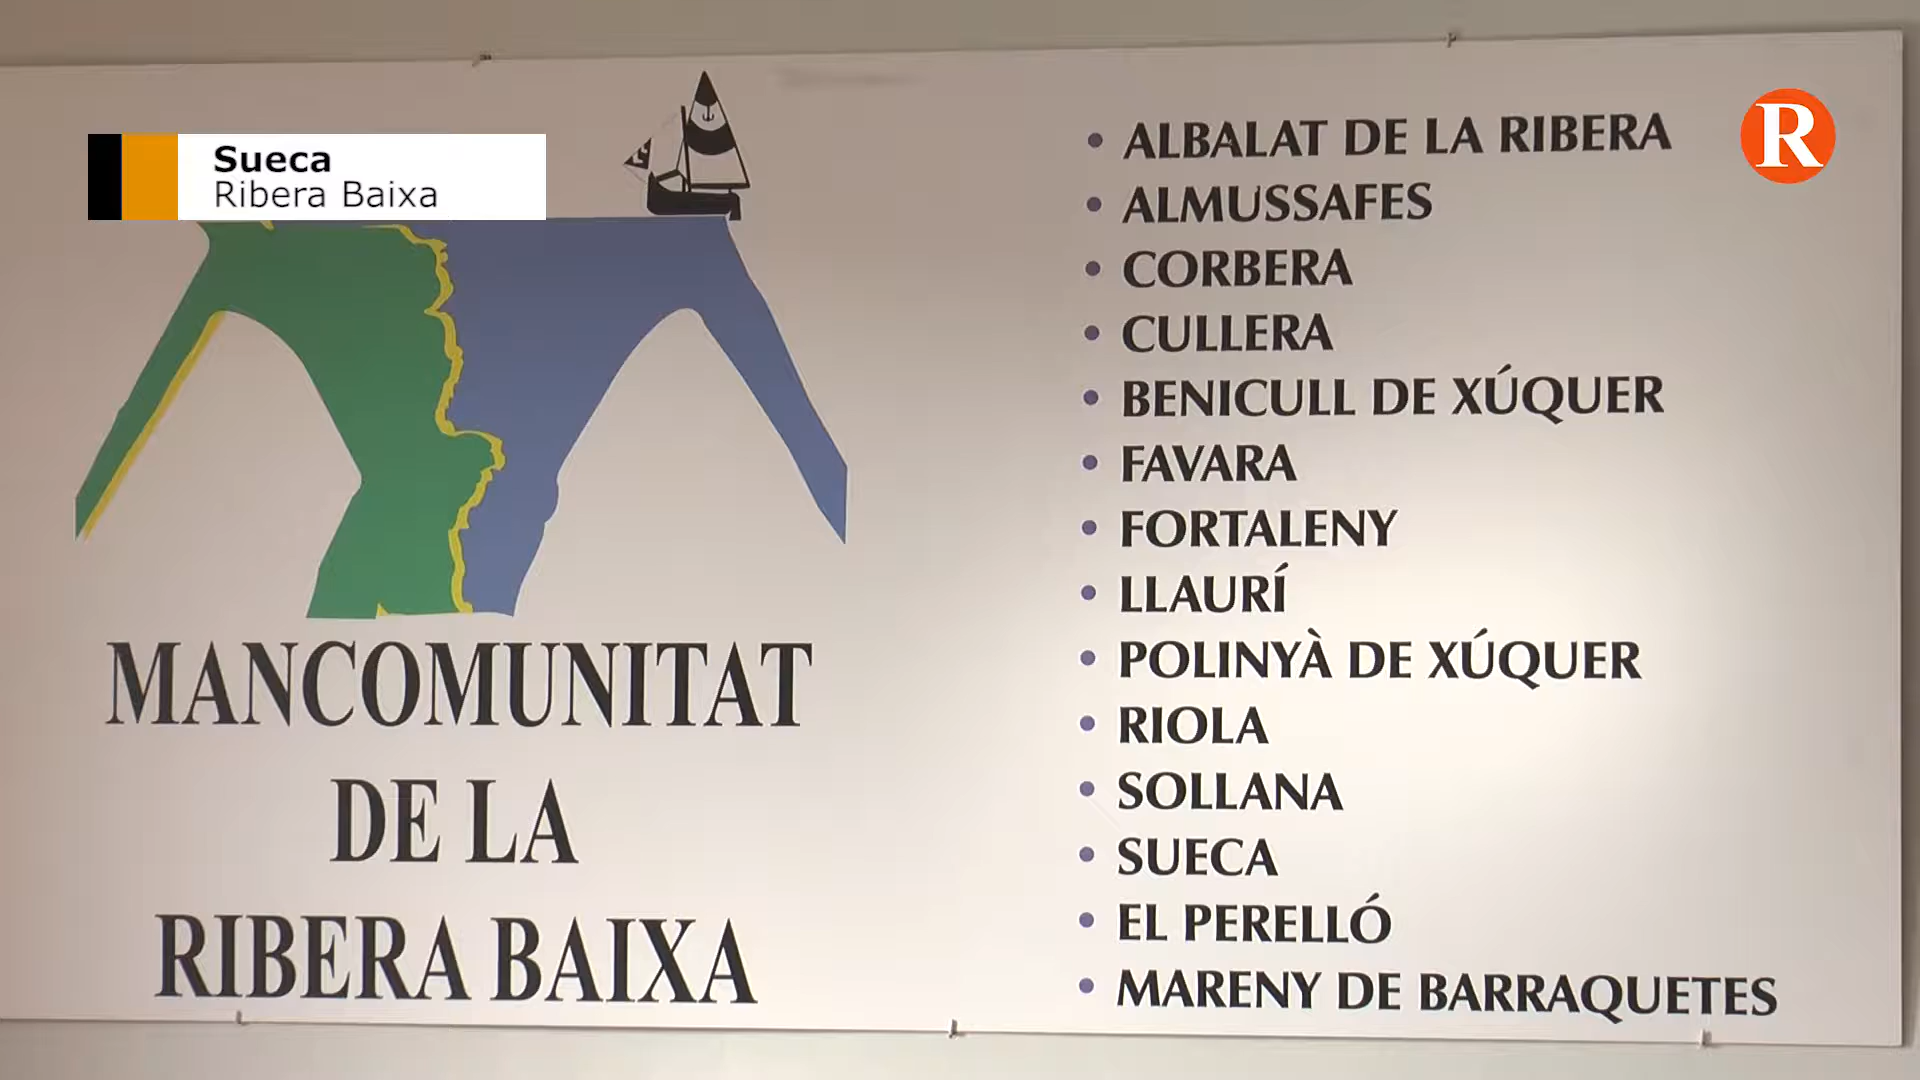 Sueca
Ribera Baixa
R
MANCOMUNITAT
DE LA
RIBERA BAIXA
• ALBALAT DE LA RIBERA
• ALMUSSAFES
• CORBERA
• CULLERA
• BENICULL DE XÚQUER
• FAVARA
• FORTALENY
• LLAURÍ
• POLINYÀ DE XÚQUER
• RIOLA
• SOLLANA
• SUECA
• EL PERELLÓ
• MARENY DE BARRAQUETES